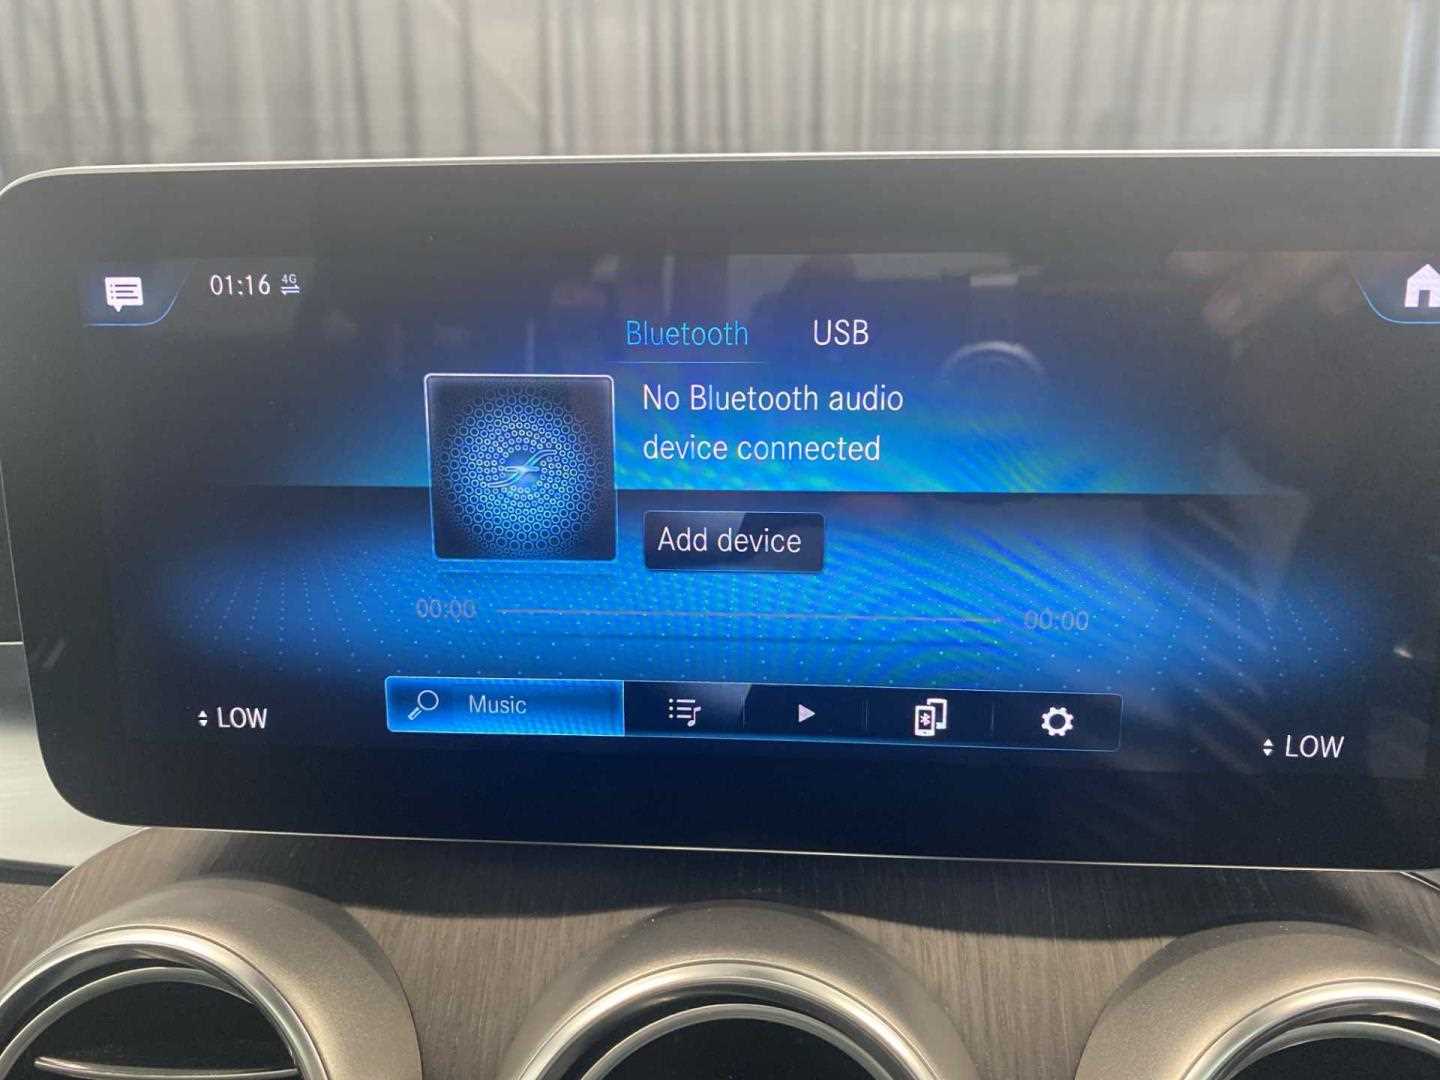 01:16 4G
Bluetooth USB
No Bluetooth audio
device connected
Add device
00:00 00:00
Music
LOW LOW